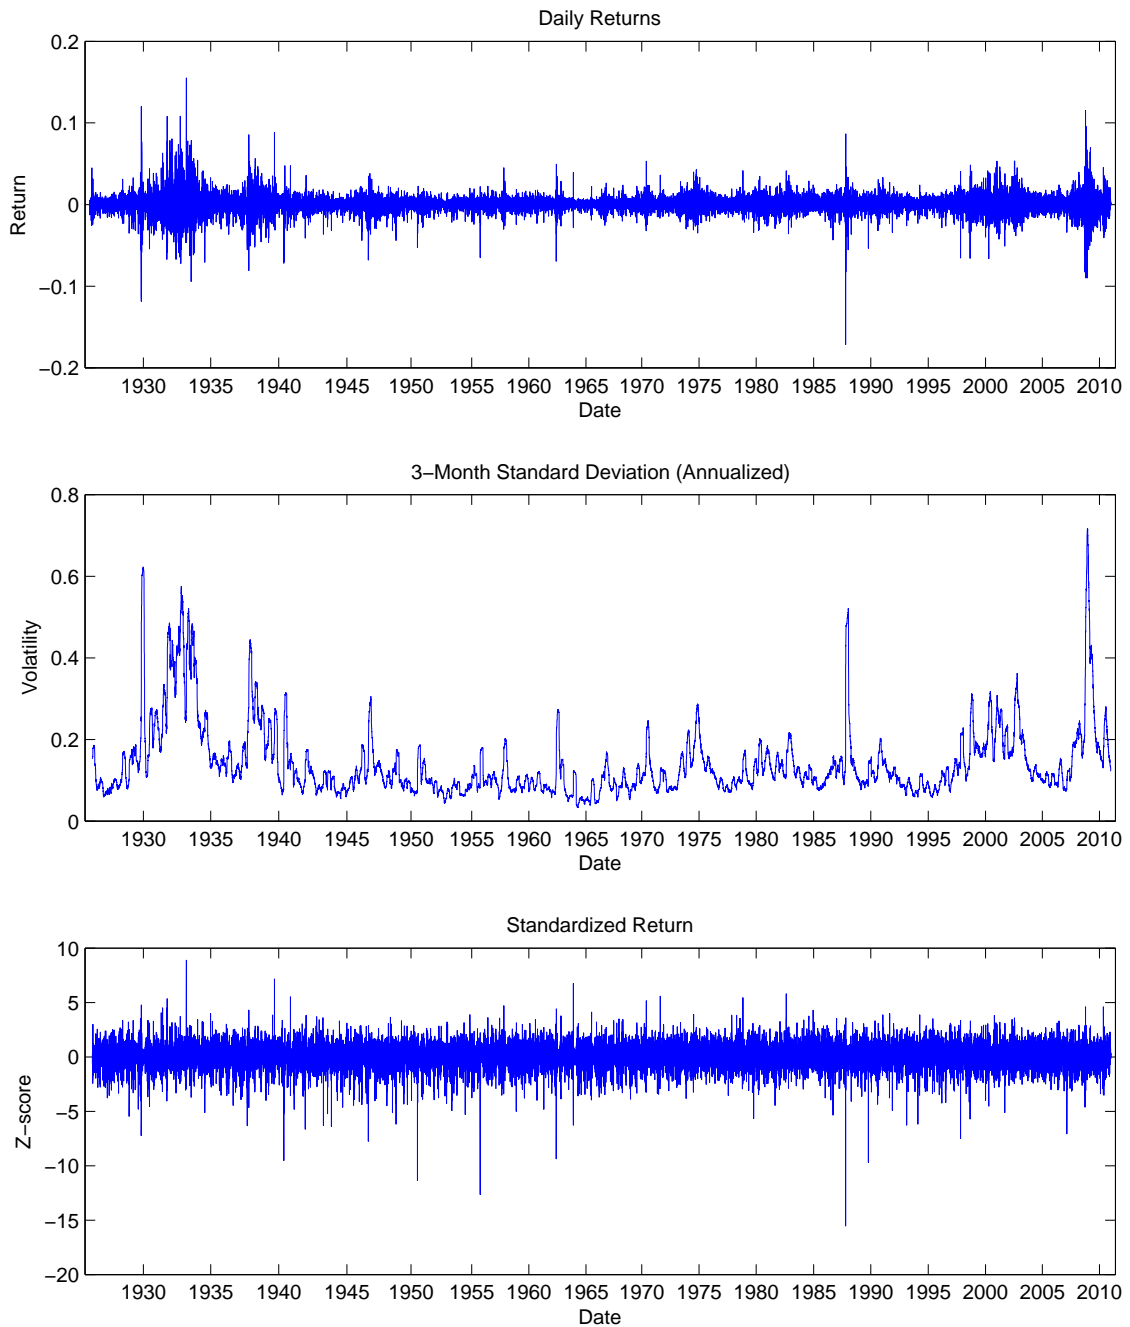 Daily Returns
0.2
0.1
0
−0.1
−0.2
Return
1930 1935 1940 1945 1950 1955 1960 1965 1970 1975 1980 1985 1990 1995 2000 2005 2010
Date
3−Month Standard Deviation (Annualized)
0.8
0.6
0.4
0.2
0
Volatility
1930 1935 1940 1945 1950 1955 1960 1965 1970 1975 1980 1985 1990 1995 2000 2005 2010
Date
Standardized Return
10
5
0
−5
−10
−15
−20
Z−score
1930 1935 1940 1945 1950 1955 1960 1965 1970 1975 1980 1985 1990 1995 2000 2005 2010
Date